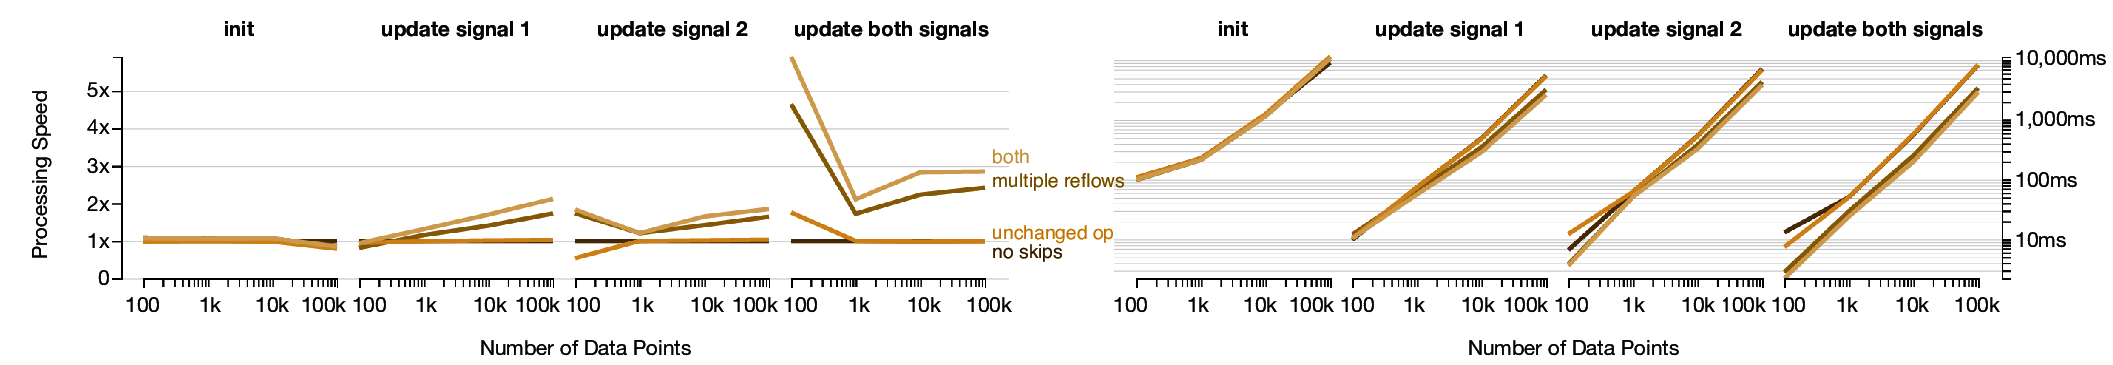 init update signal 1 update signal 2 update both signals
Processing Speed
5x
4x
3x
2x
1x
0
both
multiple reflows
unchanged op
no skips
100 1k 10k 100k 100 1k 10k 100k 100 1k 10k 100k 100 1k 10k 100k
Number of Data Points
init update signal 1 update signal 2 update both signals
10,000ms
1,000ms
100ms
10ms
100 1k 10k 100k 100 1k 10k 100k 100 1k 10k 100k 100 1k 10k 100k
Number of Data Points